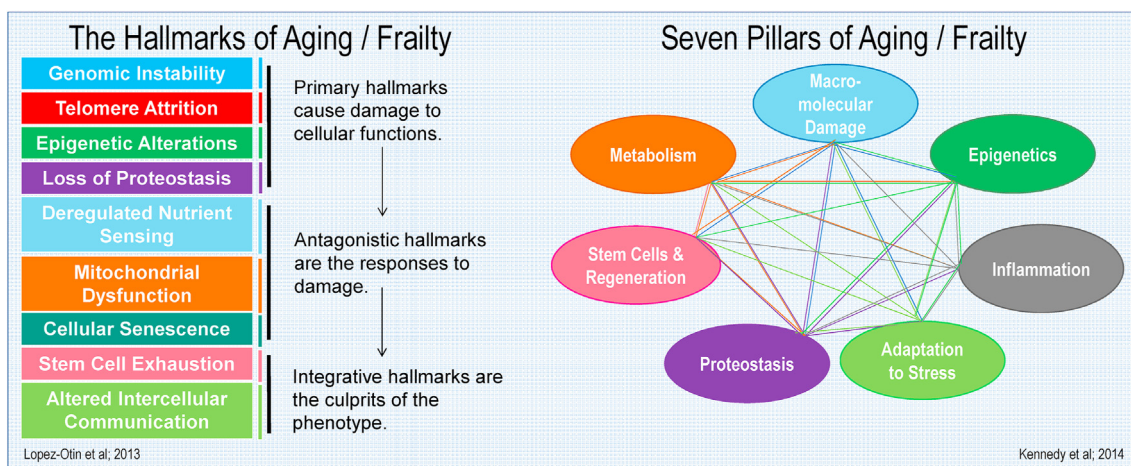 The Hallmarks of Aging / Frailty
Genomic Instability
Telomere Attrition
Epigenetic Alterations
Loss of Proteostasis
Deregulated Nutrient
Sensing
Mitochondrial
Dysfunction
Cellular Senescence
Stem Cell Exhaustion
Altered Intercellular
Communication
Primary hallmarks
cause damage to
cellular functions.
Antagonistic hallmarks
are the responses to
damage.
Integrative hallmarks are
the culprits of the
phenotype.
Lopez-Otin et al; 2013
Seven Pillars of Aging / Frailty
Macro-
molecular
Damage
Metabolism
Epigenetics
Stem Cells &
Regeneration
Inflammation
Proteostasis
Adaptation
to Stress
Kennedy et al; 2014